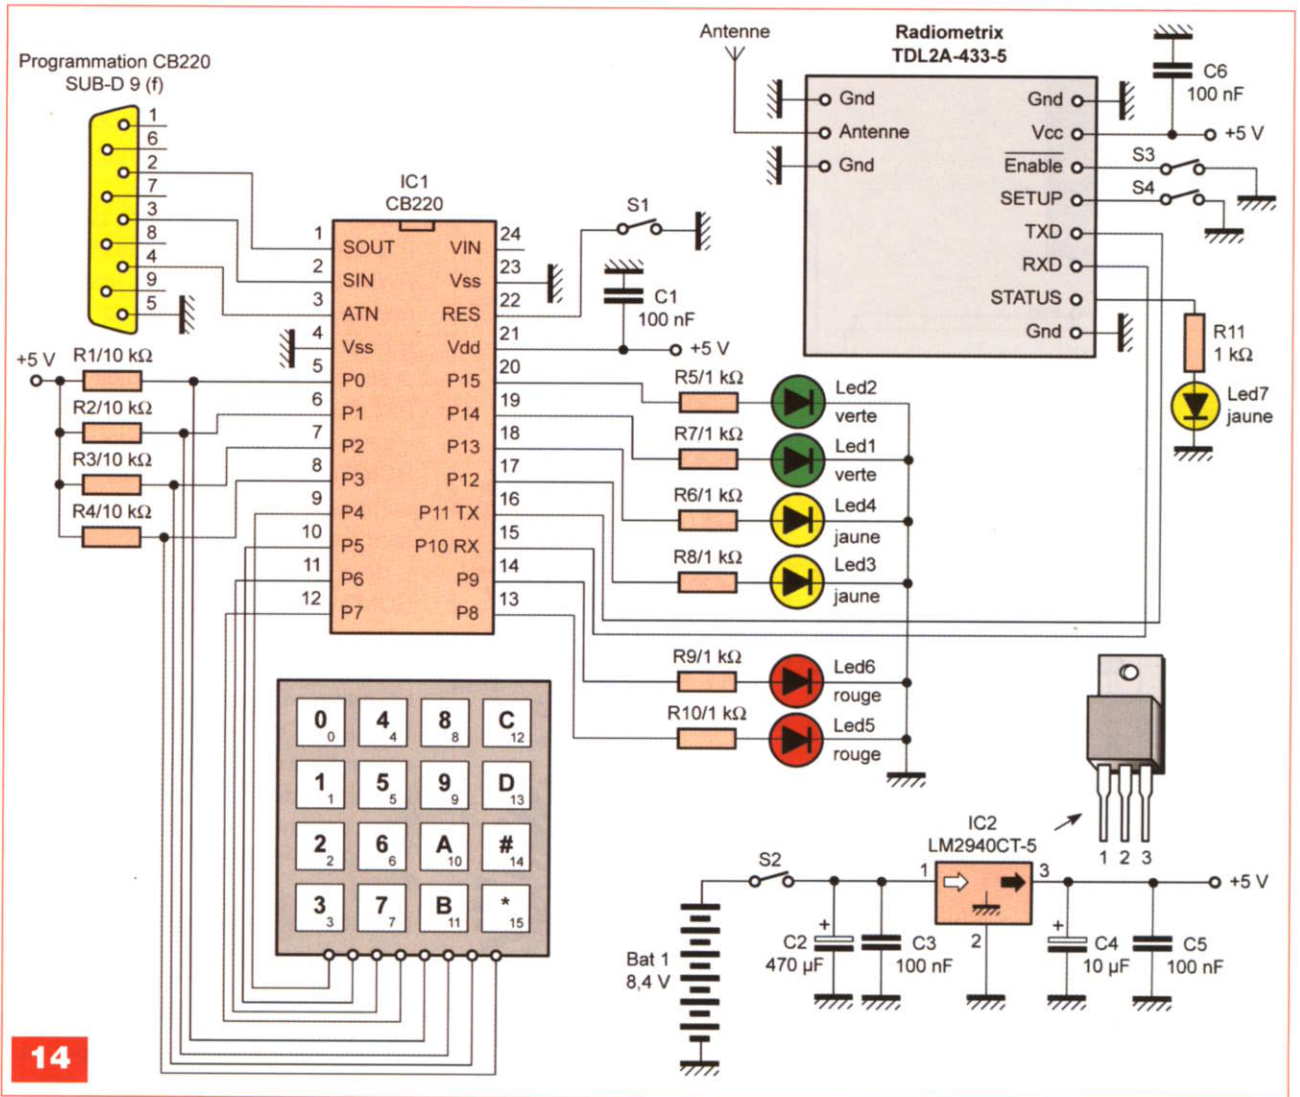 Programmation CB220
SUB-D 9 (f)
1
6
2
7
3
8
4
9
5
+5 V
R1/10 kΩ
R2/10 kΩ
R3/10 kΩ
R4/10 kΩ
IC1
CB220
1 SOUT VIN 24
2 SIN Vss 23
3 ATN RES 22
4 Vss Vdd 21
5 P0 P15 20
6 P1 P14 19
7 P2 P13 18
8 P3 P12 17
9 P4 P11 TX 16
10 P5 P10 RX 15
11 P6 P9 14
12 P7 P8 13
S1
C1
100 nF
+5 V
Antenne
Radiometrix
TDL2A-433-5
Gnd
Antenne
Gnd
Gnd
Vcc
Enable
SETUP
TXD
RXD
STATUS
Gnd
C6
100 nF
+5 V
S3
S4
R11
1 kΩ
Led7
jaune
R5/1 kΩ
Led2
verte
R7/1 kΩ
Led1
verte
R6/1 kΩ
Led4
jaune
R8/1 kΩ
Led3
jaune
R9/1 kΩ
Led6
rouge
R10/1 kΩ
Led5
rouge
0 0 4 4 8 8 C 12
1 1 5 5 9 9 D 13
2 2 6 6 A 10 # 14
3 3 7 7 B 11 * 15
1 2 3
IC2
LM2940CT-5
1
3
2
S2
+5 V
Bat 1
8,4 V
+
C2
470 µF
C3
100 nF
+
C4
10 µF
C5
100 nF
14